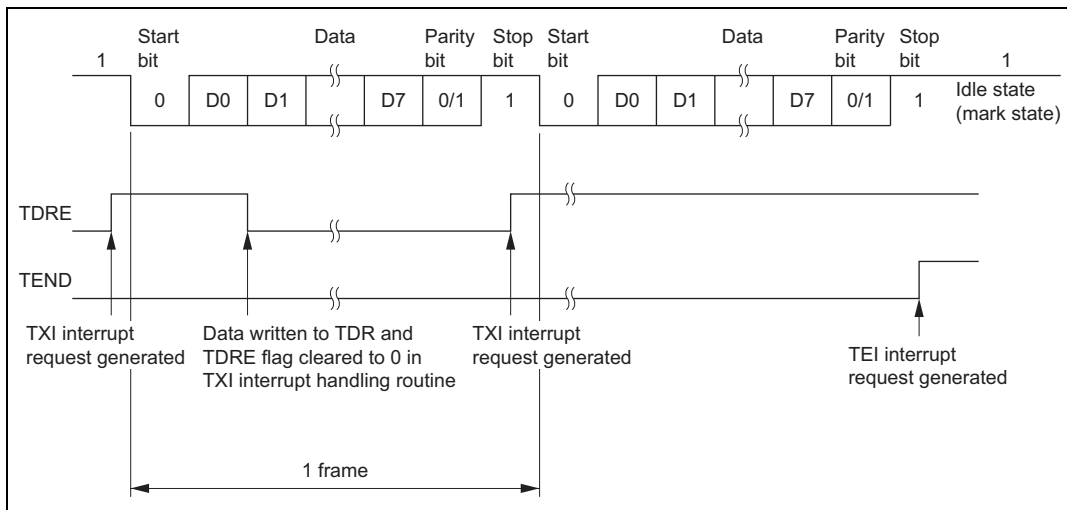 Start bit Data Parity bit Stop bit Start bit Data Parity bit Stop bit
1 0 D0 D1 D7 0/1 1 0 D0 D1 D7 0/1 1 1
Idle state
(mark state)
TDRE
TEND
TXI interrupt
request generated
Data written to TDR and
TDRE flag cleared to 0 in
TXI interrupt handling routine
TXI interrupt
request generated
TEI interrupt
request generated
1 frame